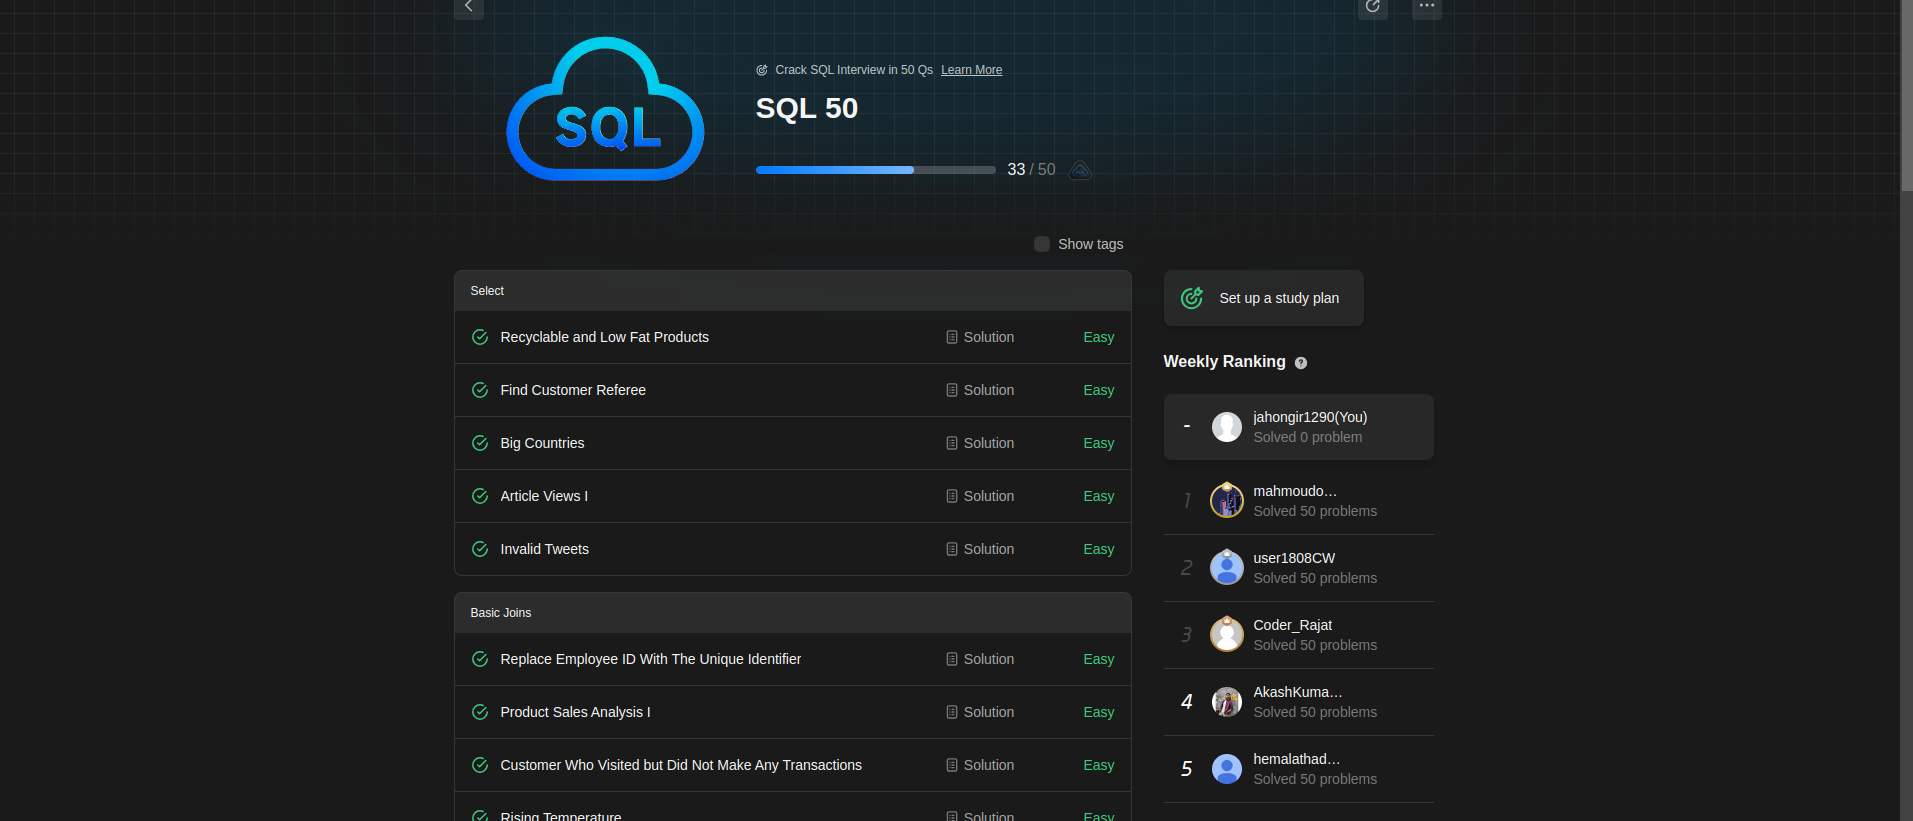 Crack SQL Interview in 50 Qs Learn More
SQL
SQL 50
33 / 50
Show tags
Select
Recyclable and Low Fat Products Solution Easy
Find Customer Referee Solution Easy
Big Countries Solution Easy
Article Views I Solution Easy
Invalid Tweets Solution Easy
Basic Joins
Replace Employee ID With The Unique Identifier Solution Easy
Product Sales Analysis I Solution Easy
Customer Who Visited but Did Not Make Any Transactions Solution Easy
Rising Temperature Solution Easy
Set up a study plan
Weekly Ranking ?
- jahongir1290(You)
Solved 0 problem
1 mahmoudo…
Solved 50 problems
2 user1808CW
Solved 50 problems
3 Coder_Rajat
Solved 50 problems
4 AkashKuma…
Solved 50 problems
5 hemalathad…
Solved 50 problems